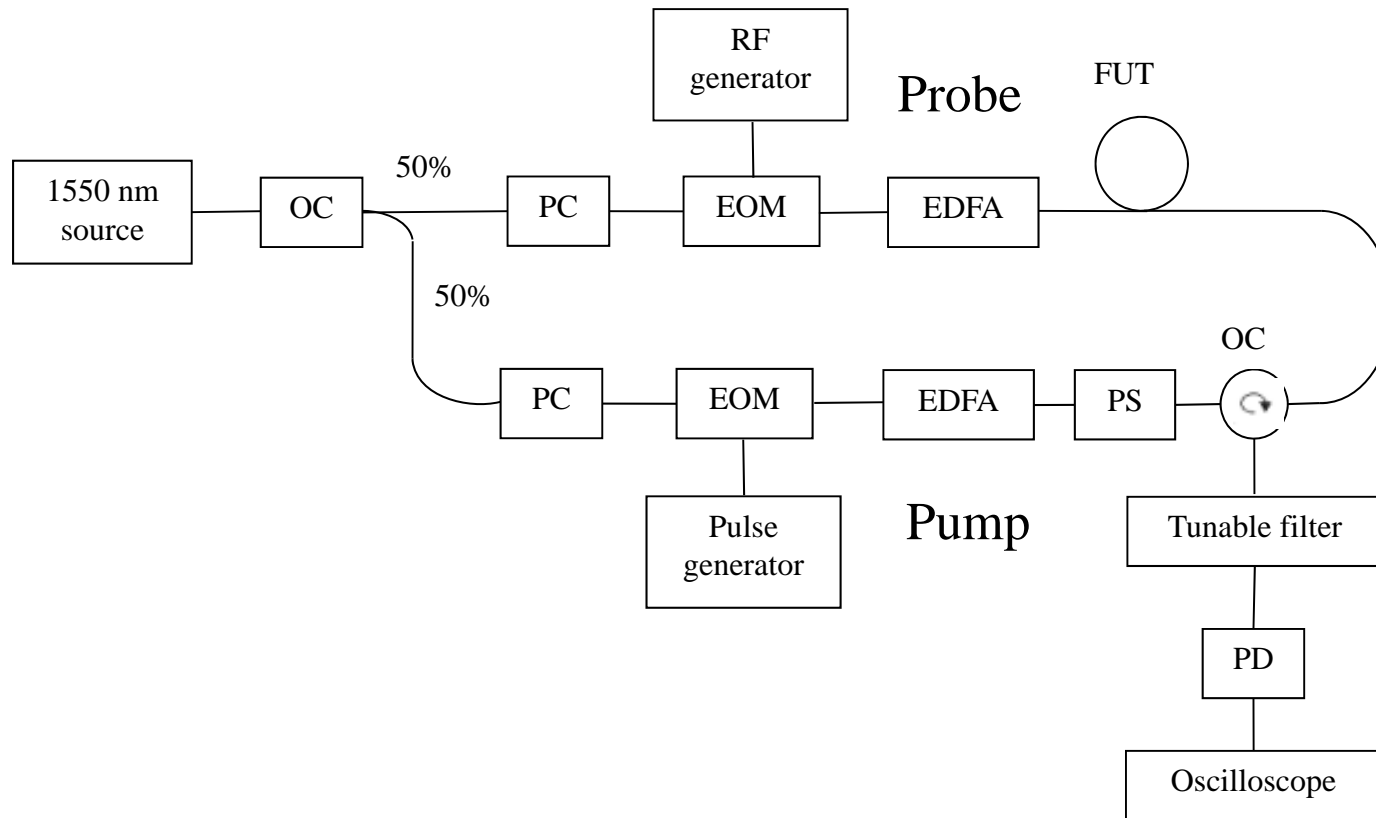 RF
generator
Probe
FUT
1550 nm
source
OC
50%
PC
EOM
EDFA
50%
OC
PC
EOM
EDFA
PS
Pulse
generator
Pump
Tunable filter
PD
Oscilloscope